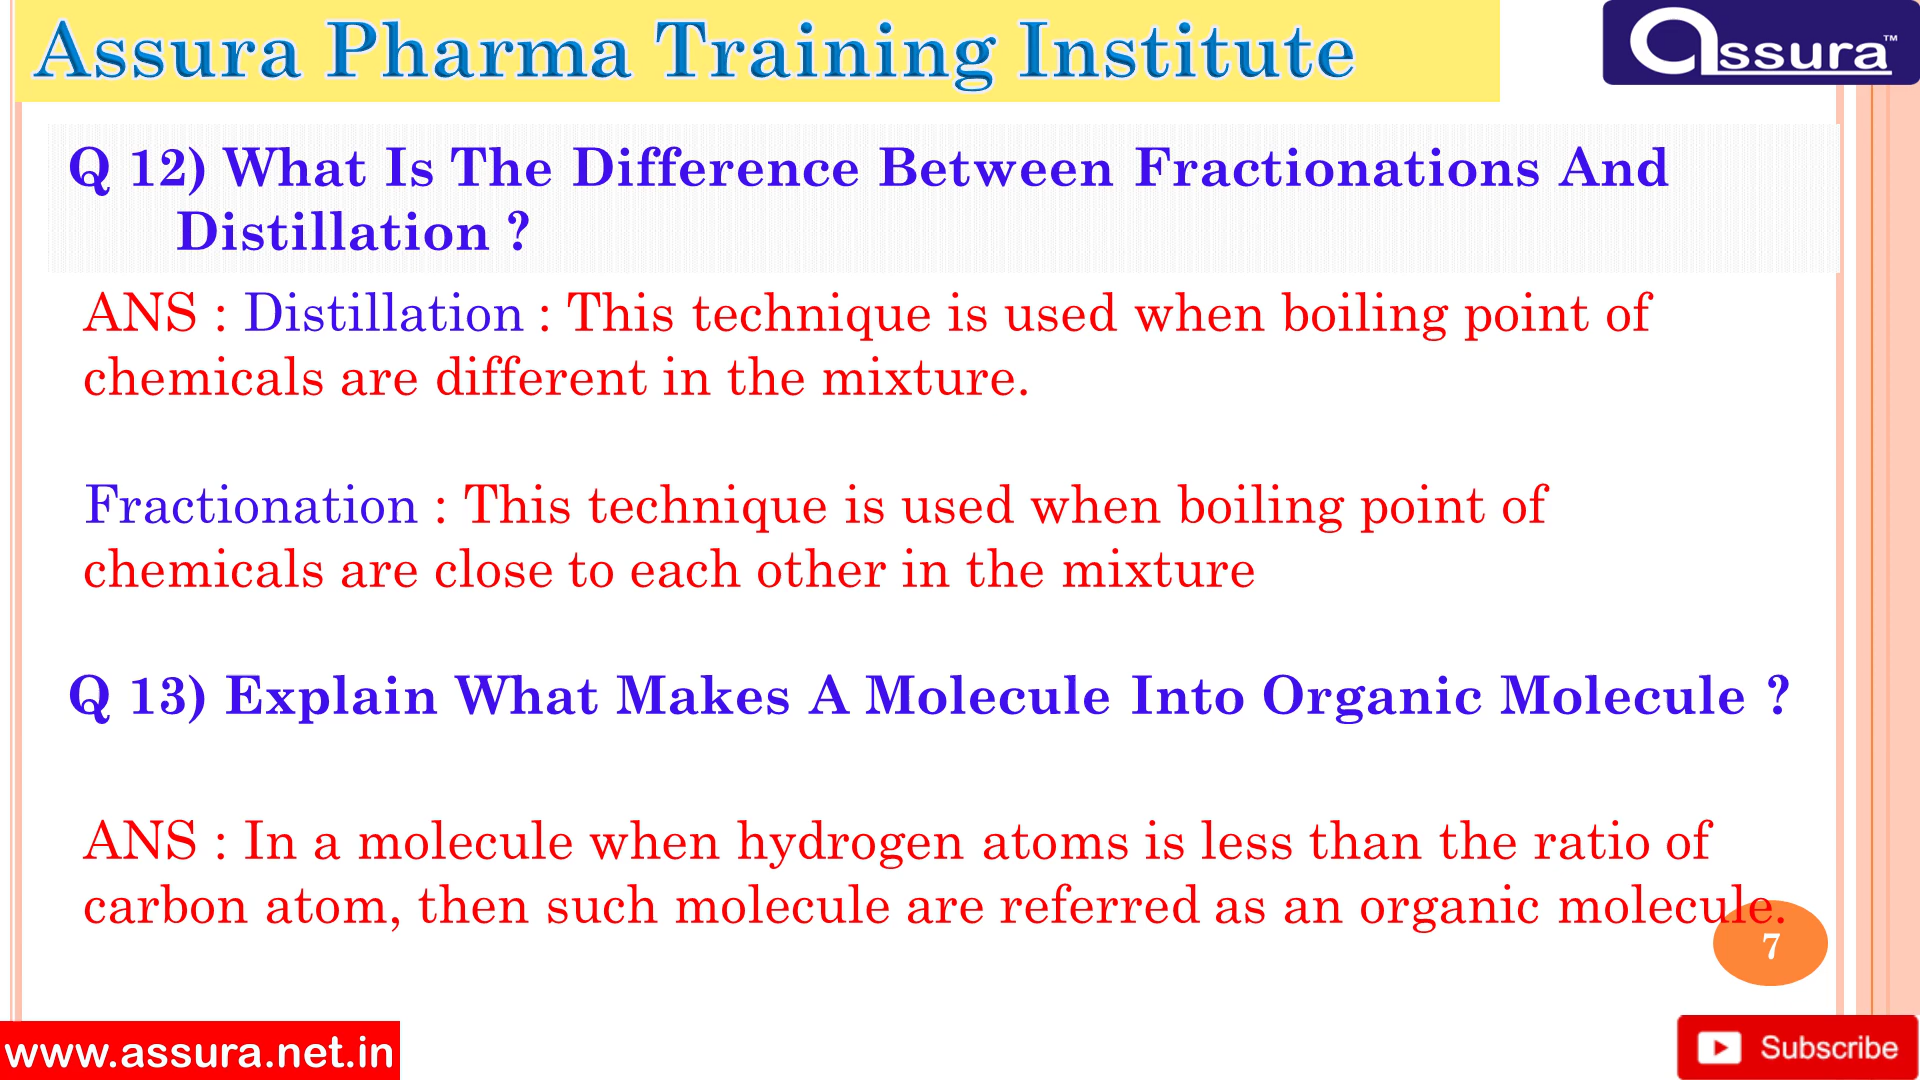 Assura Pharma Training Institute
assura™
Q 12) What Is The Difference Between Fractionations And
Distillation ?
ANS : Distillation : This technique is used when boiling point of
chemicals are different in the mixture.
Fractionation : This technique is used when boiling point of
chemicals are close to each other in the mixture
Q 13) Explain What Makes A Molecule Into Organic Molecule ?
ANS : In a molecule when hydrogen atoms is less than the ratio of
carbon atom, then such molecule are referred as an organic molecule.
7
www.assura.net.in
Subscribe